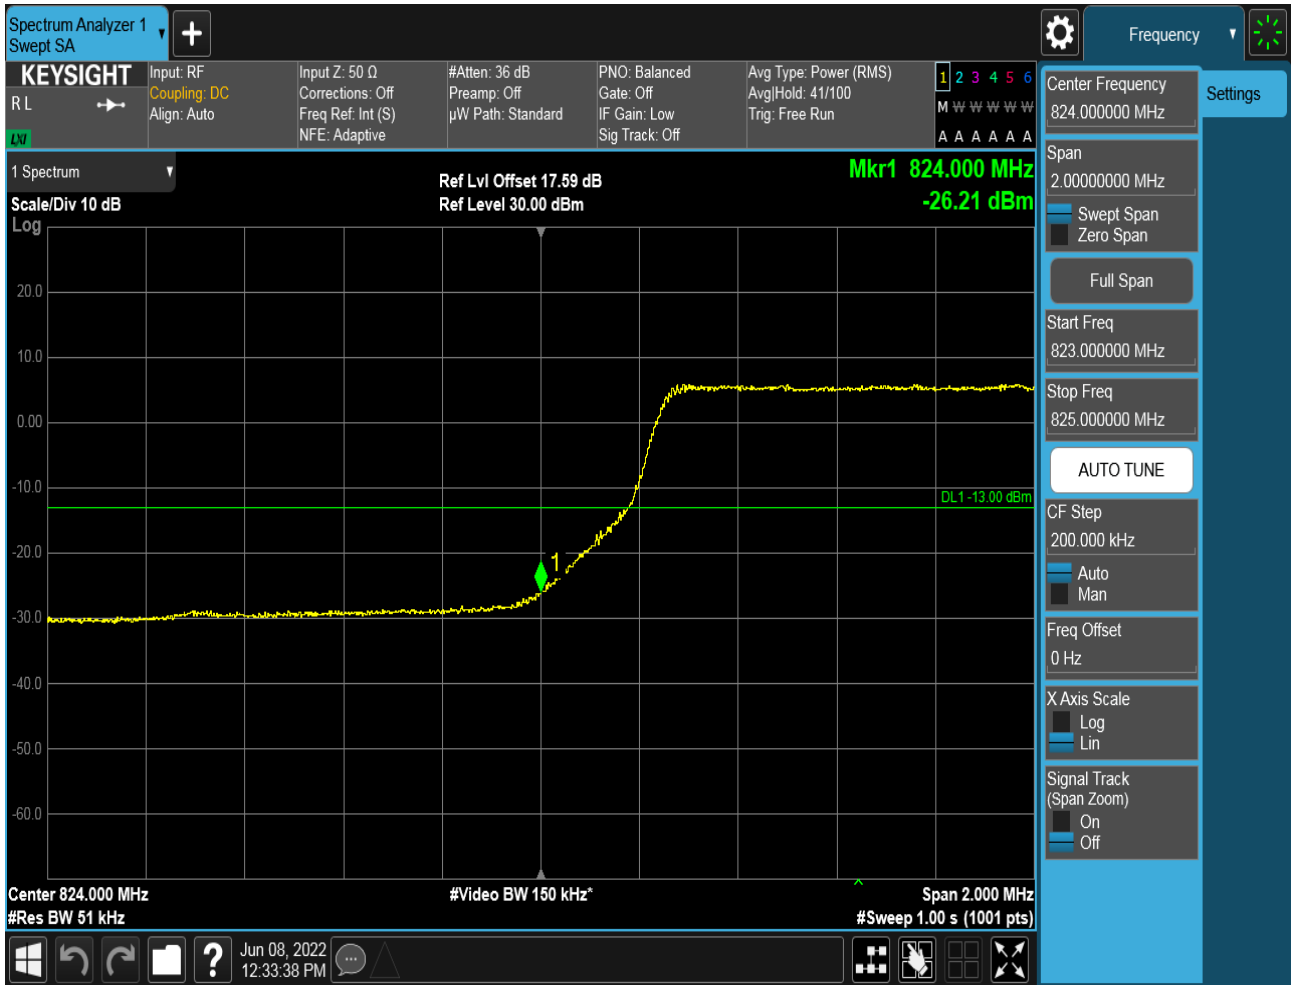 Spectrum Analyzer 1
Swept SA
Frequency
KEYSIGHT
R L
LXI
Input: RF
Coupling: DC
Align: Auto
Input Z: 50 Ω
Corrections: Off
Freq Ref: Int (S)
NFE: Adaptive
#Atten: 36 dB
Preamp: Off
µW Path: Standard
PNO: Balanced
Gate: Off
IF Gain: Low
Sig Track: Off
Avg Type: Power (RMS)
Avg|Hold: 41/100
Trig: Free Run
1 2 3 4 5 6
M W W W W W
A A A A A A
1 Spectrum
Scale/Div 10 dB
Log
Ref Lvl Offset 17.59 dB
Ref Level 30.00 dBm
Mkr1 824.000 MHz
-26.21 dBm
20.0
10.0
0.00
-10.0
DL1 -13.00 dBm
-20.0
1
-30.0
-40.0
-50.0
-60.0
Center 824.000 MHz
#Res BW 51 kHz
#Video BW 150 kHz*
Span 2.000 MHz
#Sweep 1.00 s (1001 pts)
Jun 08, 2022
12:33:38 PM
Center Frequency
824.000000 MHz
Settings
Span
2.00000000 MHz
Swept Span
Zero Span
Full Span
Start Freq
823.000000 MHz
Stop Freq
825.000000 MHz
AUTO TUNE
CF Step
200.000 kHz
Auto
Man
Freq Offset
0 Hz
X Axis Scale
Log
Lin
Signal Track
(Span Zoom)
On
Off